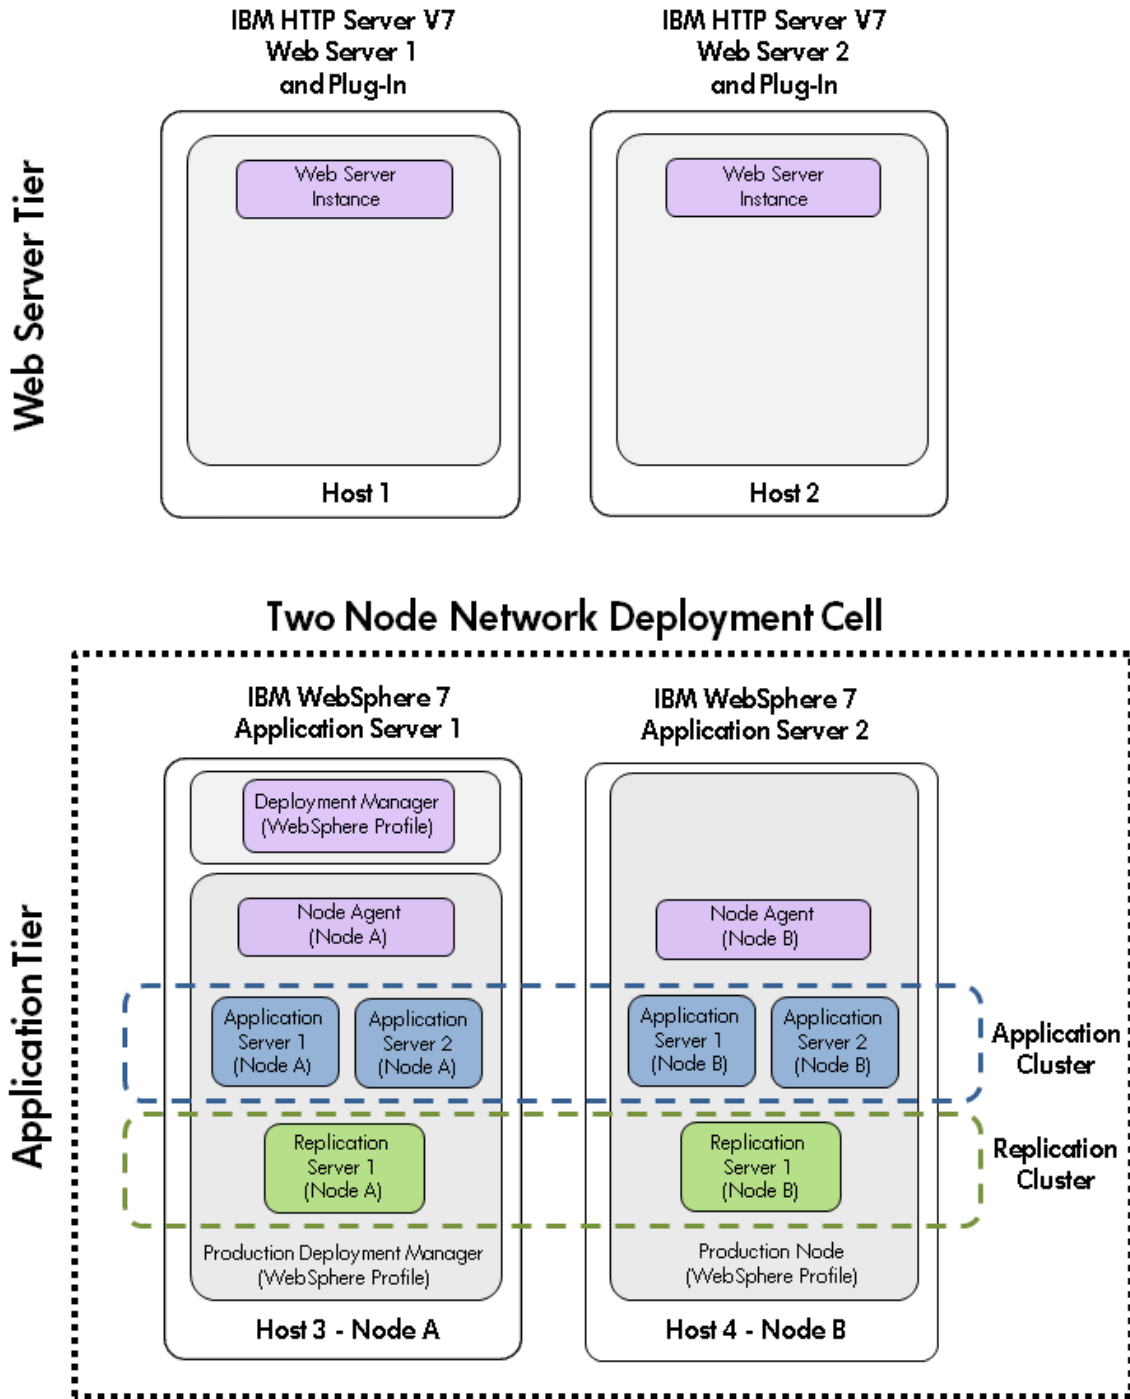 IBM HTTP Server V7
Web Server 1
and Plug-In
IBM HTTP Server V7
Web Server 2
and Plug-In
Web Server Tier
Web Server
Instance
Host 1
Web Server
Instance
Host 2
Two Node Network Deployment Cell
Application Tier
IBM WebSphere 7
Application Server 1
IBM WebSphere 7
Application Server 2
Deployment Manager
(WebSphere Profile)
Node Agent
(Node A)
Node Agent
(Node B)
Application
Server 1
(Node A)
Application
Server 2
(Node A)
Application
Server 1
(Node B)
Application
Server 2
(Node B)
Application
Cluster
Replication
Server 1
(Node A)
Replication
Server 1
(Node B)
Replication
Cluster
Production Deployment Manager
(WebSphere Profile)
Production Node
(WebSphere Profile)
Host 3 - Node A
Host 4 - Node B